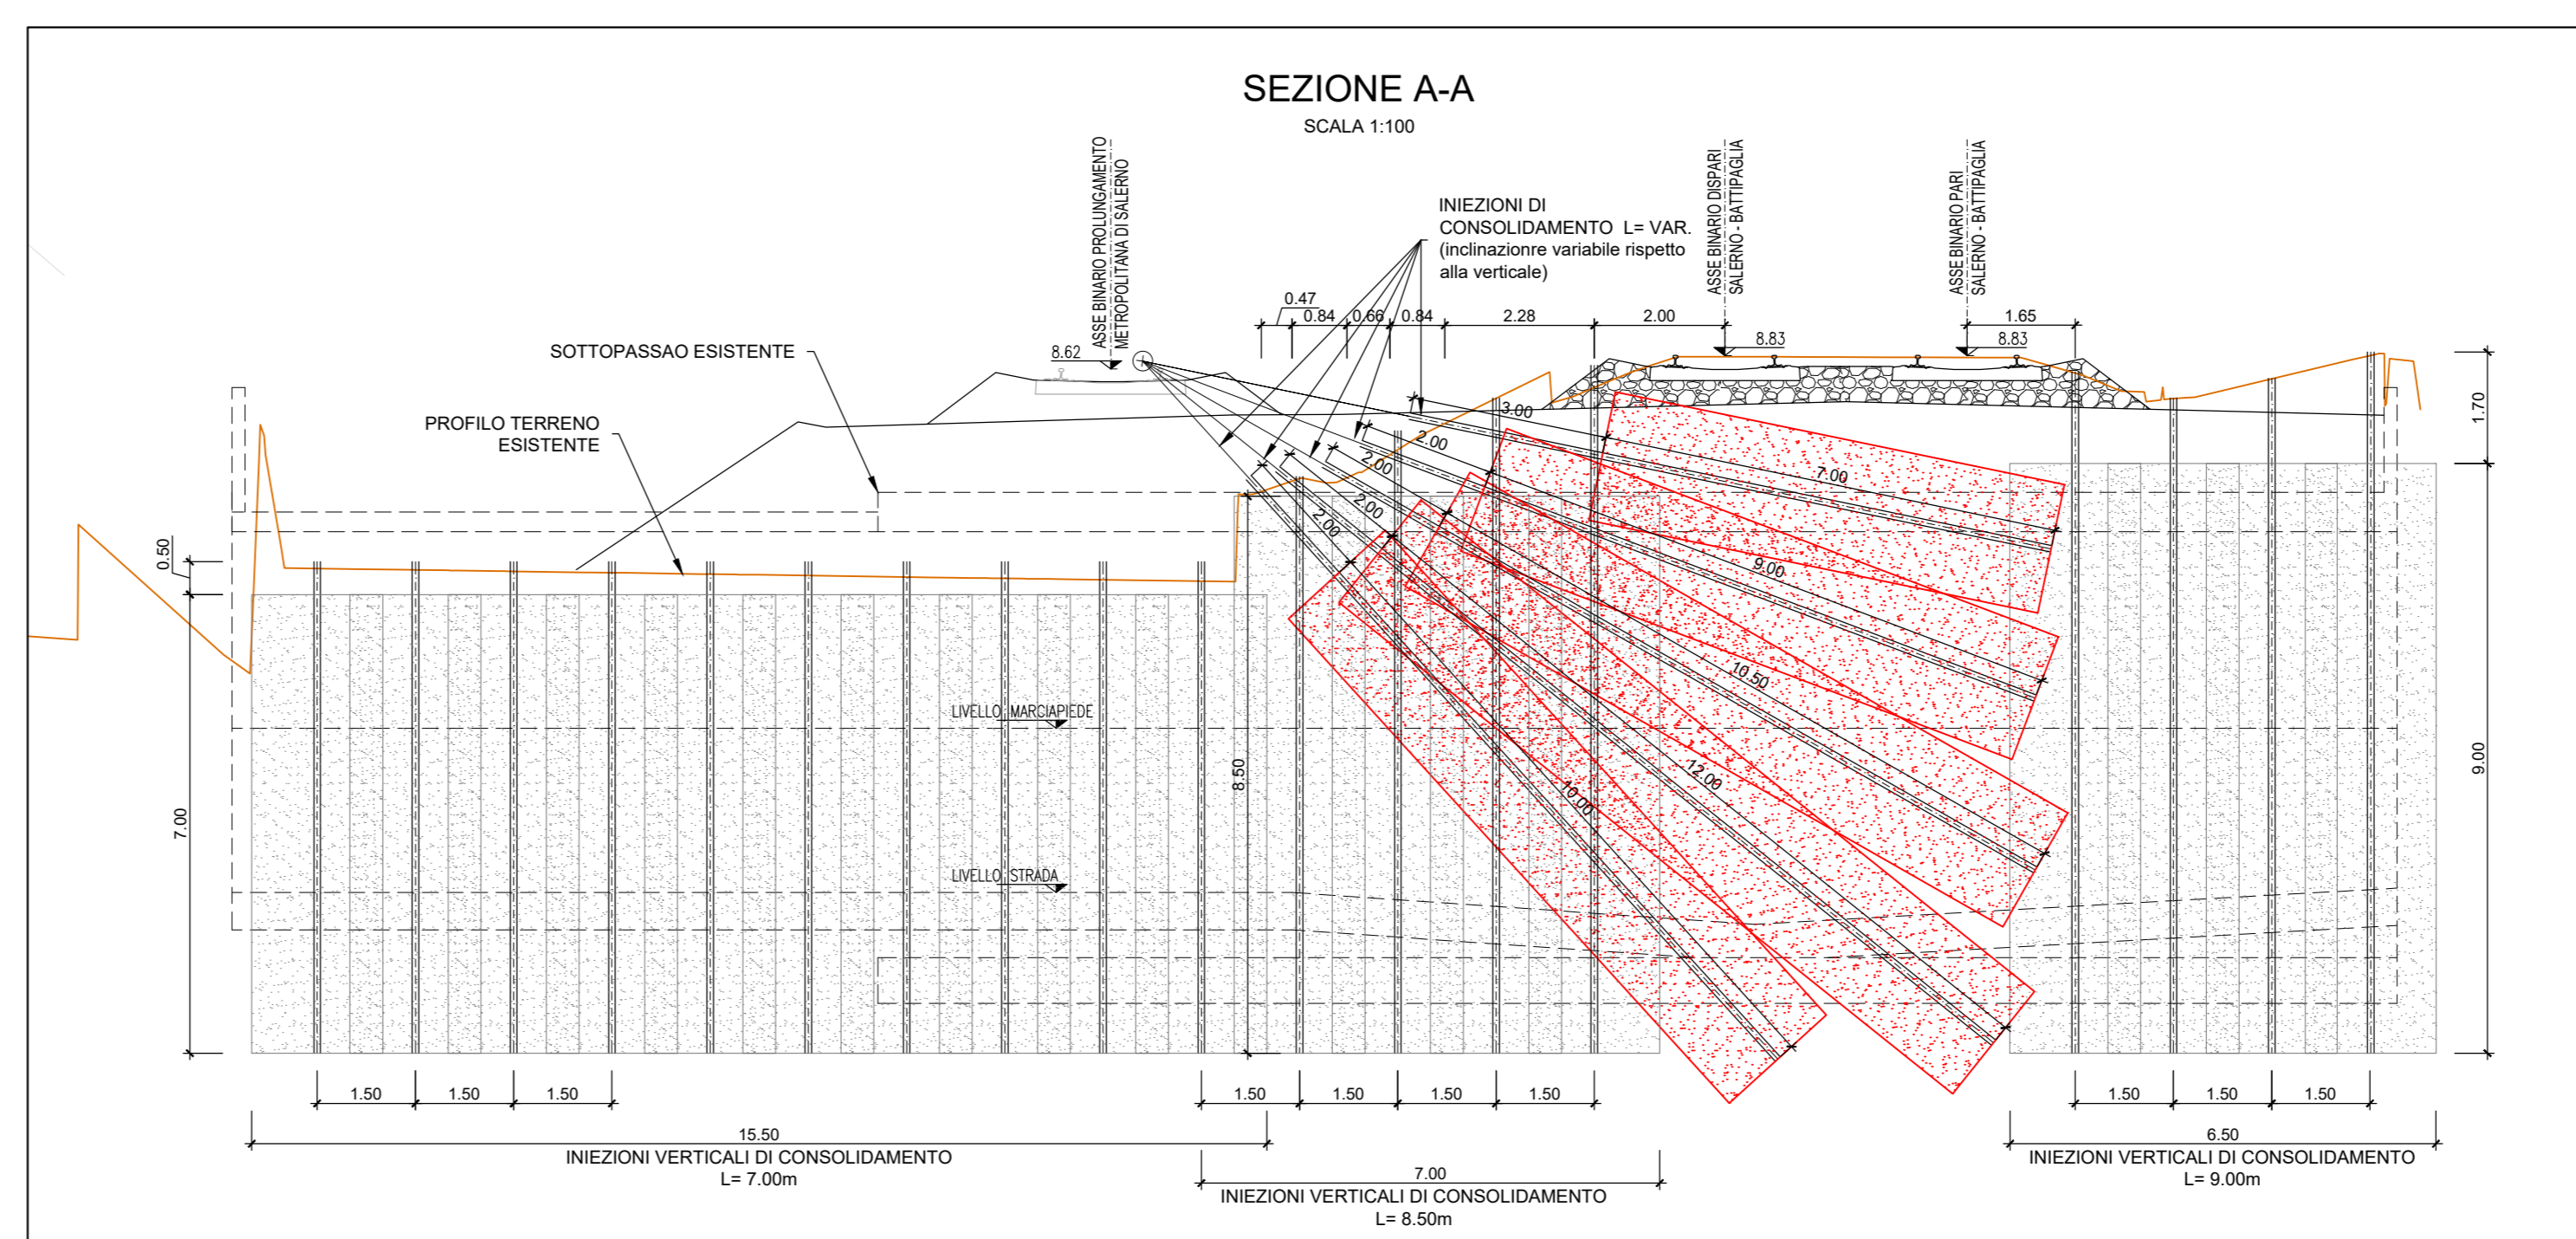 SEZIONE A-A
SCALA 1:100
ASSE BINARIO PROLUNGAMENTO
METROPOLITANA DI SALERNO
ASSE BINARIO DISPARI
SALERNO - BATTIPAGLIA
ASSE BINARIO PARI
SALERNO - BATTIPAGLIA
INIEZIONI DI
CONSOLIDAMENTO L= VAR.
(inclinazionre variabile rispetto
alla verticale)
0.47
0.84
0.66
0.84
2.28
2.00
1.65
8.62
8.83
8.83
SOTTOPASSAO ESISTENTE
PROFILO TERRENO
ESISTENTE
3.00
2.00
2.00
2.00
2.00
7.00
9.00
10.50
12.00
10.00
1.70
9.00
0.50
7.00
8.50
LIVELLO MARCIAPIEDE
LIVELLO STRADA
1.50
1.50
1.50
1.50
1.50
1.50
1.50
1.50
1.50
1.50
15.50
INIEZIONI VERTICALI DI CONSOLIDAMENTO
L= 7.00m
7.00
INIEZIONI VERTICALI DI CONSOLIDAMENTO
L= 8.50m
6.50
INIEZIONI VERTICALI DI CONSOLIDAMENTO
L= 9.00m